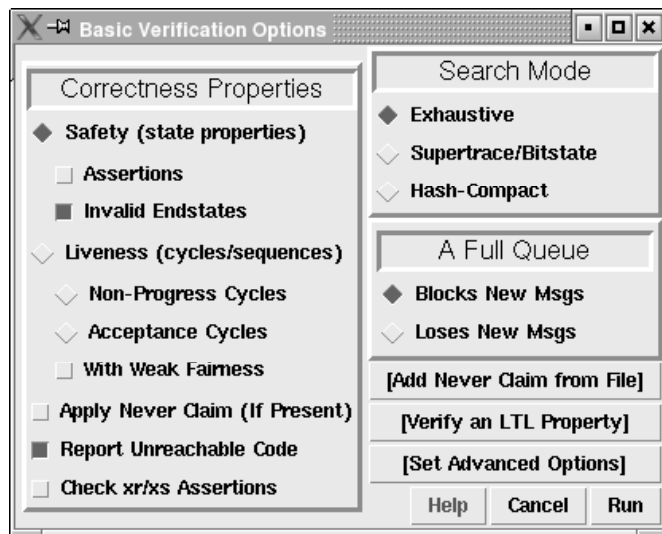 Basic Verification Options
Correctness Properties
Safety (state properties)
Assertions
Invalid Endstates
Liveness (cycles/sequences)
Non-Progress Cycles
Acceptance Cycles
With Weak Fairness
Apply Never Claim (If Present)
Report Unreachable Code
Check xr/xs Assertions
Search Mode
Exhaustive
Supertrace/Bitstate
Hash-Compact
A Full Queue
Blocks New Msgs
Loses New Msgs
[Add Never Claim from File]
[Verify an LTL Property]
[Set Advanced Options]
Help Cancel Run